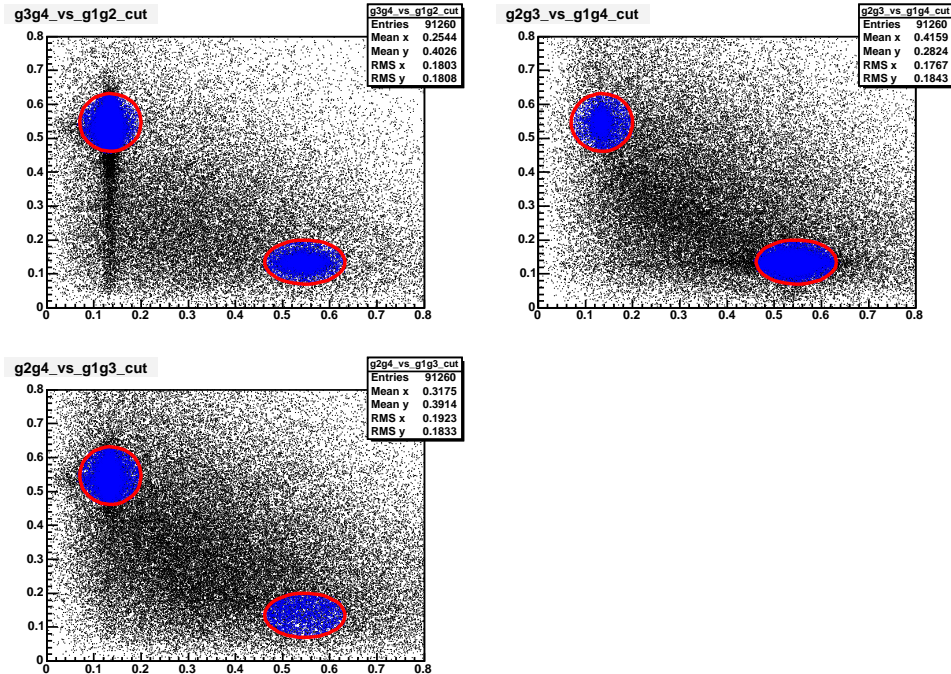 g3g4_vs_g1g2_cut
g3g4_vs_g1g2_cut
Entries 91260
Mean x 0.2544
Mean y 0.4026
RMS x 0.1803
RMS y 0.1808
0.8
0.7
0.6
0.5
0.4
0.3
0.2
0.1
0
0 0.1 0.2 0.3 0.4 0.5 0.6 0.7 0.8
g2g3_vs_g1g4_cut
g2g3_vs_g1g4_cut
Entries 91260
Mean x 0.4159
Mean y 0.2824
RMS x 0.1767
RMS y 0.1843
0.8
0.7
0.6
0.5
0.4
0.3
0.2
0.1
0
0 0.1 0.2 0.3 0.4 0.5 0.6 0.7 0.8
g2g4_vs_g1g3_cut
g2g4_vs_g1g3_cut
Entries 91260
Mean x 0.3175
Mean y 0.3914
RMS x 0.1923
RMS y 0.1833
0.8
0.7
0.6
0.5
0.4
0.3
0.2
0.1
0
0 0.1 0.2 0.3 0.4 0.5 0.6 0.7 0.8